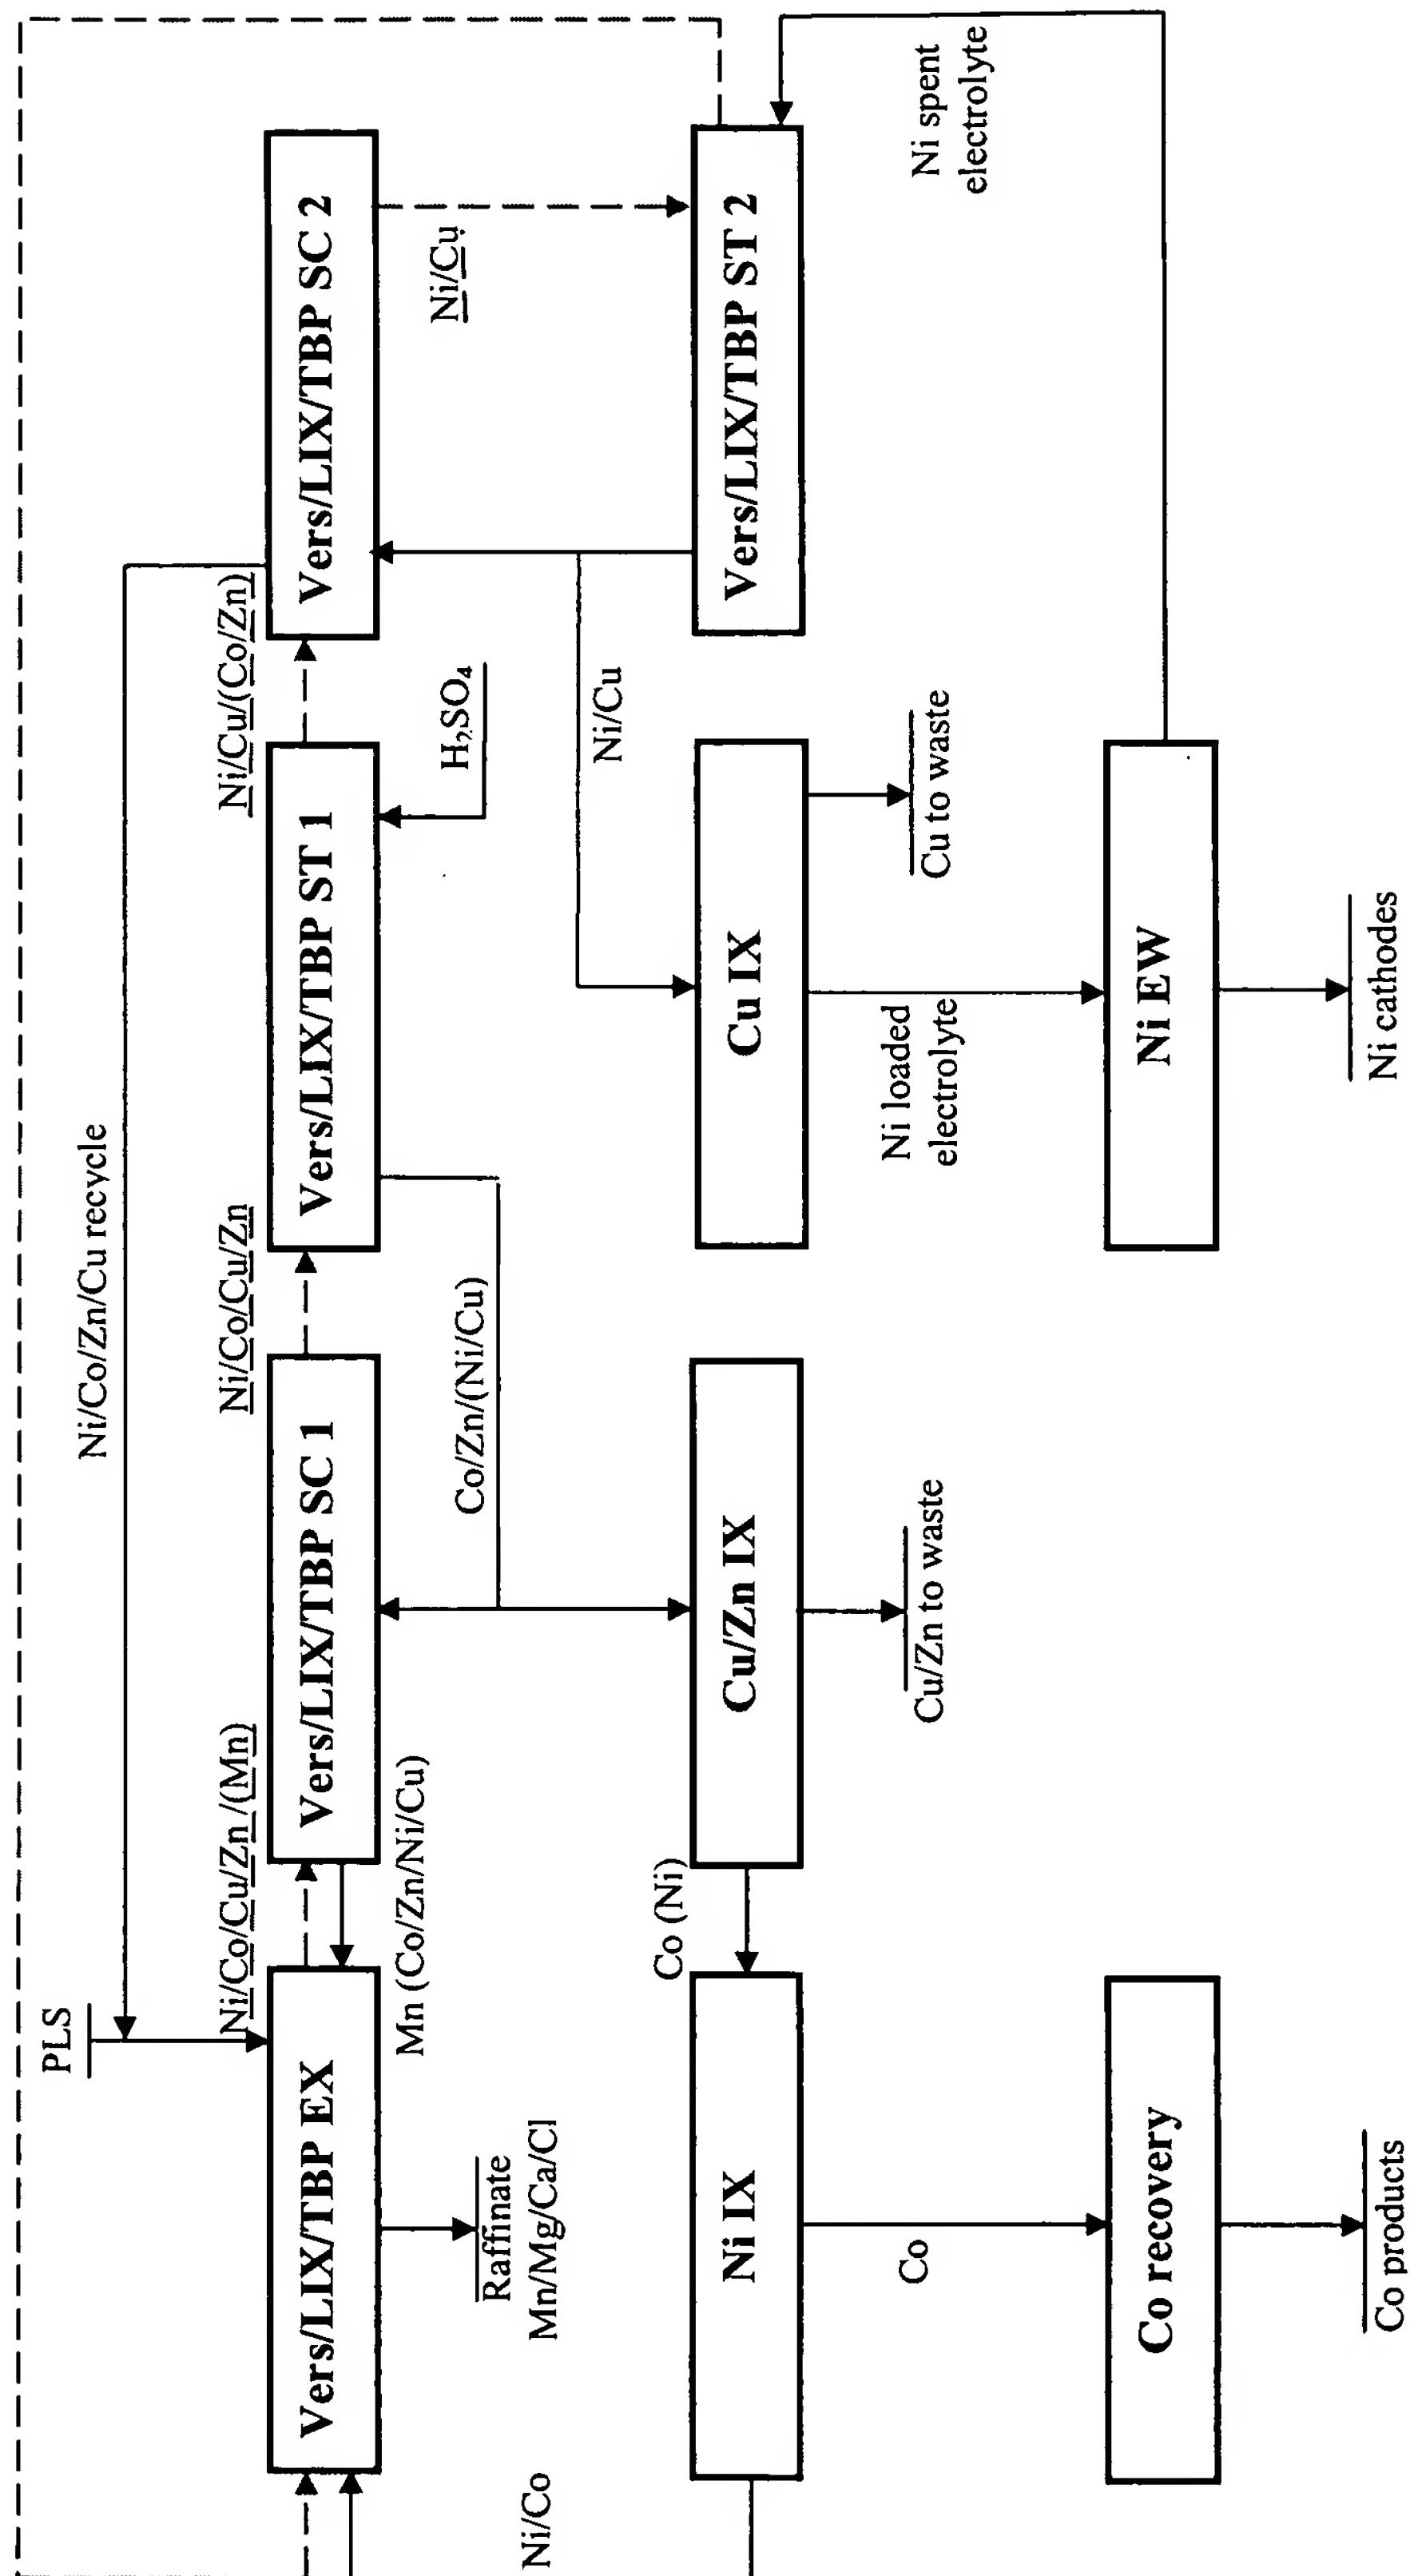 Ni/Co/Zn/Cu recycle
PLS
Ni/Co/Cu/Zn /(Mn)
Ni/Co/Cu/Zn
Ni/Cu/(Co/Zn)
Vers/LIX/TBP EX
Vers/LIX/TBP SC 1
Vers/LIX/TBP ST 1
Vers/LIX/TBP SC 2
Mn (Co/Zn/Ni/Cu)
Co/Zn/(Ni/Cu)
H2SO4
Ni/Cu
Raffinate
Mn/Mg/Ca/Cl
Ni/Co
Ni/Cu
Co (Ni)
Ni IX
Cu/Zn IX
Cu IX
Vers/LIX/TBP ST 2
Co
Cu/Zn to waste
Ni loaded
electrolyte
Cu to waste
Ni spent
electrolyte
Co recovery
Ni EW
Co products
Ni cathodes